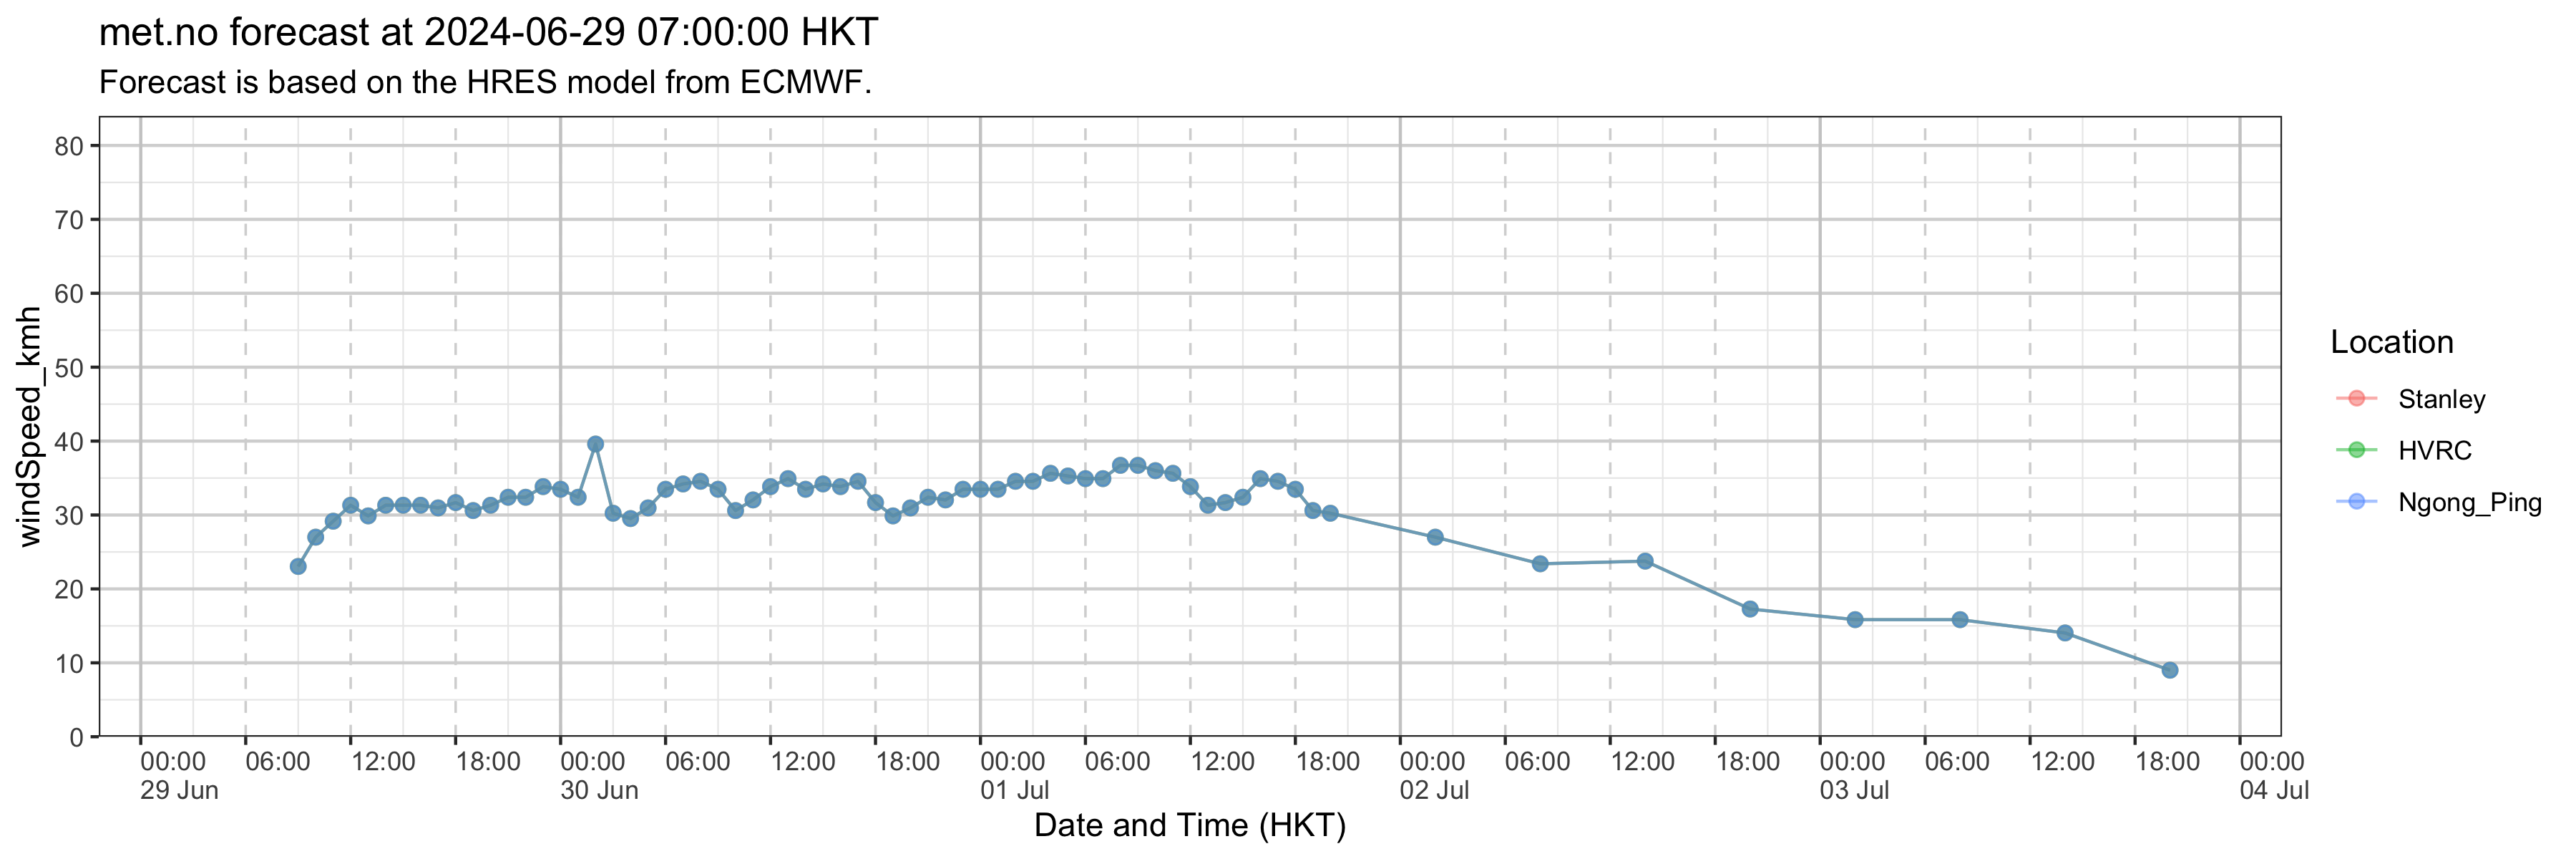 met.no forecast at 2024-06-29 07:00:00 HKT
Forecast is based on the HRES model from ECMWF.
windSpeed_kmh
80
70
60
50
40
30
20
10
0
00:00 06:00 12:00 18:00 00:00 06:00 12:00 18:00 00:00 06:00 12:00 18:00 00:00 06:00 12:00 18:00 00:00 06:00 12:00 18:00 00:00
29 Jun 30 Jun 01 Jul 02 Jul 03 Jul 04 Jul
Date and Time (HKT)
Location
Stanley
HVRC
Ngong_Ping